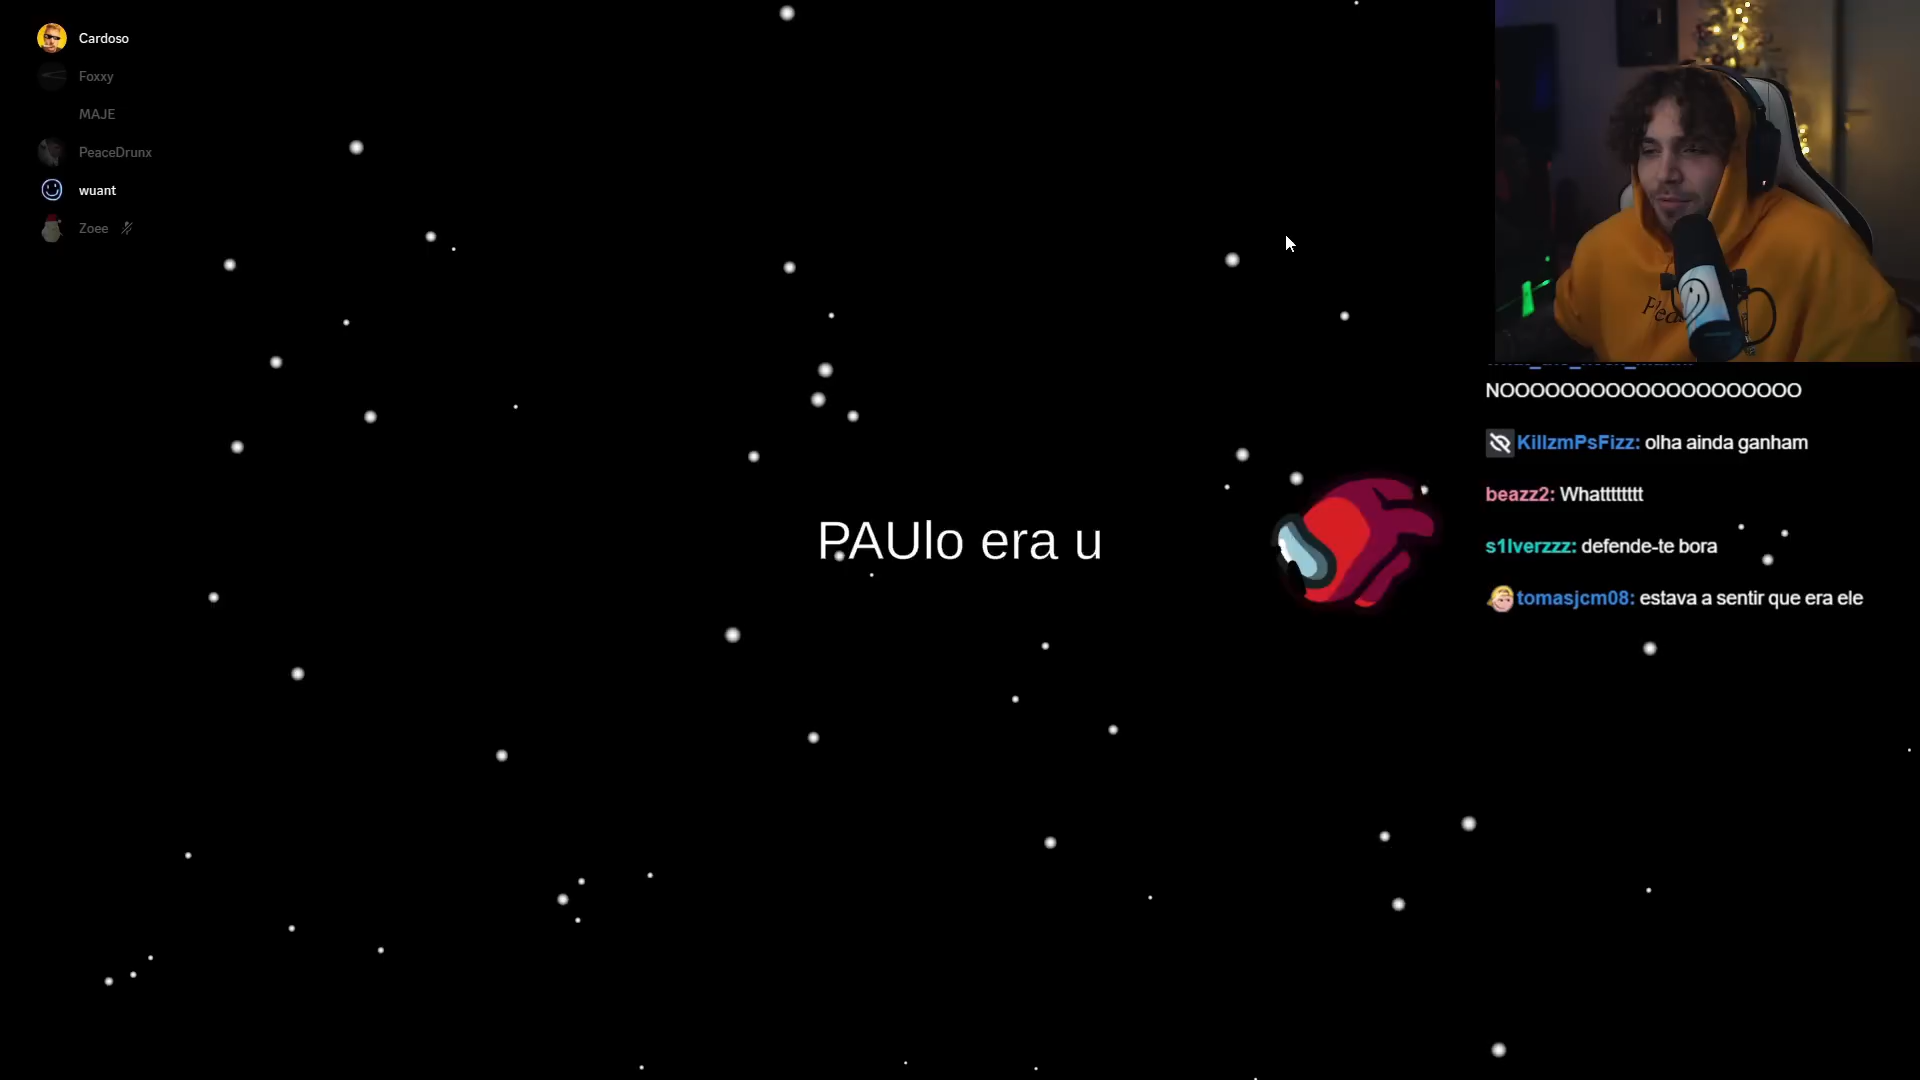 Cardoso
Foxxy
MAJE
PeaceDrunx
wuant
Zoee
PAUlo era u
NOOOOOOOOOOOOOOOOOOOO
KillzmPsFizz: olha ainda ganham
beazz2: Whatttttttt
s1lverzzz: defende-te bora
tomasjcm08: estava a sentir que era ele